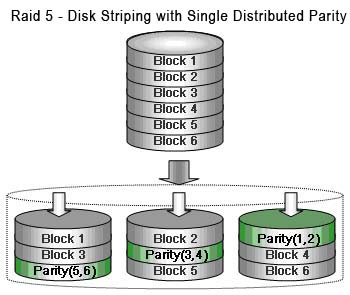 Raid 5 - Disk Striping with Single Distributed Parity
Block 1
Block 2
Block 3
Block 4
Block 5
Block 6
Block 1
Block 3
Parity(5,6)
Block 2
Parity(3,4)
Block 5
Parity(1,2)
Block 4
Block 6